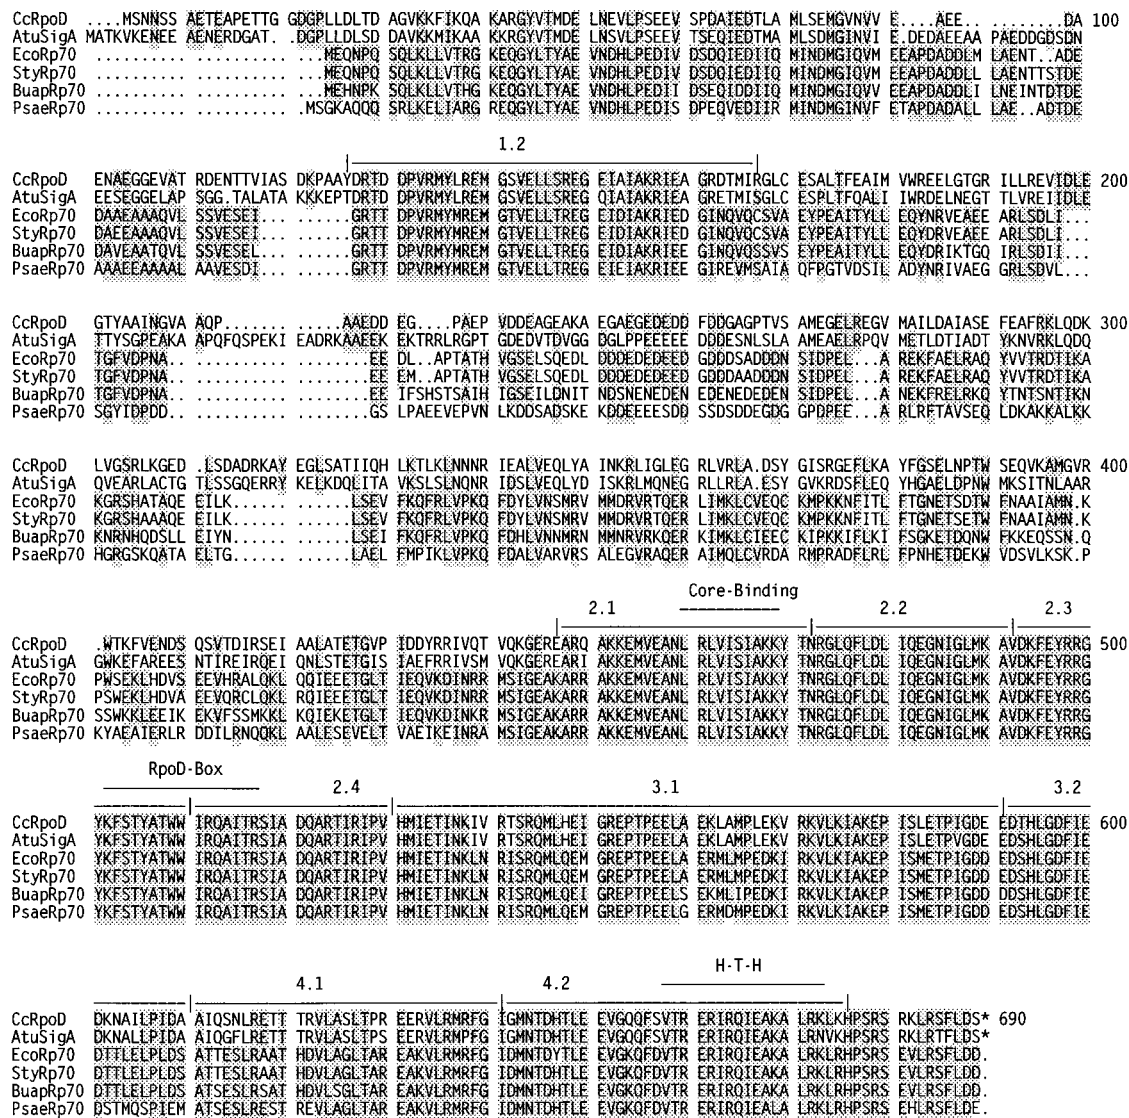 CcRpoD ....MSNNSS AETEAPETTG GDGPLLDLTD AGVKKFIKQA KARGYVTMDE LNEVLPSEEV SPDAIEDTLA MLSEMGVNVV E....AEE.. ........DA 100
AtuSigA MATKVKENEE AENERDGAT. .DGPLLDLSD DAVKKMIKAA KKRGYVTMDE LNSVLPSEEV TSEQIEDTMA MLSDMGINVI E.DEDAEEAA PAEDDGDSDN
EcoRp70 .......... .......... ...MEQNPQ SQLKLLVTRG KEQGYLTYAE VNDHLPEDIV DSDQIEDIIQ MINDMGIQVM EEAPDADDLM LAENT..ADE
StyRp70 .......... .......... ...MEQNPQ SQLKLLVTRG KEQGYLTYAE VNDHLPEDIV DSDQIEDIIQ MINDMGIQVM EEAPDADDLL LAENTTSTDE
BuapRp70 .......... .......... ...MEHNPK SQLKLLVTHG KEQGYLTYAE VNDHLPEDII DSEQIDDIIQ MINDMGIQVV EEAPDADDLI LNEINTDTDE
PsaeRp70 .......... .......... .MSGKAQQQ SRLKELIARG REQGYLTYAE VNDHLPEDIS DPEQVEDIIR MINDMGINVF ETAPDADALL LAE..ADTDE
1.2
CcRpoD ENAEGGEVAT RDENTTVIAS DKPAAYDRTD DPVRMYLREM GSVELLSREG EIAIAKRIEA GRDTMIRGLC ESALTFEAIM VWREELGTGR ILLREVIDLE 200
AtuSigA EESEGGELAP SGG.TALATA KKKEPTDRTD DPVRMYLREM GSVELLSREG QIAIAKRIEA GRETMISGLC ESPLTFQALI IWRDELNEGT TLVREIIDLE
EcoRp70 DAAEAAAQVL SSVESEI... ......GRTT DPVRMYMREM GTVELLTREG EIDIAKRIED GINQVQCSVA EYPEAITYLL EQYNRVEAEE ARLSDLI...
StyRp70 DAEEAAAQVL SSVESEI... ......GRTT DPVRMYMREM GTVELLTREG EIDIAKRIED GINQVQCSVA EYPEAITYLL EQYDRVEAEE ARLSDLI...
BuapRp70 DAVEAATQVL SSVESEL... ......GRTT DPVRMYMREM GTVELLTREG EIDIAKRIEE GINQVQSSVS EYPEAITYLL EQYDRIKTGQ IRLSDII...
PsaeRp70 AAAEEAAAAL AAVESDI... ......GRTT DPVRMYMREM GTVELLTREG EIEIAKRIEE GIREVMSAIA QFPGTVDSIL ADYNRIVAEG GRLSDVL...
CcRpoD GTYAAINGVA AQP....... .....AAEDD EG....PAEP VDDEAGEAKA EGAEGEDEDD FDDGAGPTVS AMEGELREGV MAILDAIASE FEAFRKLQDK 300
AtuSigA TTYSGPEAKA APQFQSPEKI EADRKAAEEK EKTRRLRGPT GDEDVTDVGG DGLPPEEEEE DDDESNLSLA AMEAELRPQV METLDTIADT YKNVRKLQDQ
EcoRp70 TGFVDPNA.. .......... .......EE DL..APTATH VGSELSQEDL DDDEDEDEED GDDDSADDDN SIDPEL...A REKFAELRAQ YVVTRDTIKA
StyRp70 TGFVDPNA.. .......... .......EE EM..APTATH VGSELSQEDL DDDEDEDEED GDDDAADDDN SIDPEL...A REKFAELRAQ YVVTRDTIKA
BuapRp70 TGFVDPNA.. .......... .......EE IFSHSTSAIH IGSEILDNIT NDSNENEDEN EDENEDEDEN SIDPEL...A NEKFRELRKQ YTNTSNTIKN
PsaeRp70 SGYIDPDD.. .......... .......GS LPAEEVEPVN LKDDSADSKE KDDEEEESDD SSDSDDEGDG GPDPEE...A RLRFTAVSEQ LDKAKKALKK
CcRpoD LVGSRLKGED .LSDADRKAY EGLSATIIQH LKTLKLNNNR IEALVEQLYA INKRLIGLEG RLVRLA.DSY GISRGEFLKA YFGSELNPTW SEQVKAMGVR 400
AtuSigA QVEARLACTG TLSSGQERRY KELKDQLITA VKSLSLNQNR IDSLVEQLYD ISKRLMQNEG RLLRLA.ESY GVKRDSFLEQ YHGAELDPNW MKSITNLAAR
EcoRp70 KGRSHATAQE EILK...... ......LSEV FKQFRLVPKQ FDYLVNSMRV MMDRVRTQER LIMKLCVEQC KMPKKNFITL FTGNETSDTW FNAAIAMN.K
StyRp70 KGRSHAAAQE EILK...... ......LSEV FKQFRLVPKQ FDYLVNSMRV MMDRVRTQER LIMKLCVEQC KMPKKNFITL FTGNETSETW FNAAIAMN.K
BuapRp70 KNRNHQDSLL EIYN...... ......LSEI FKQFRLVPKQ FDHLVNNMRN MMNRVRKQER KIMKLCIEEC KIPKKIFLKI FSGKETDQNW FKKEQSSN.Q
PsaeRp70 HGRGSKQATA ELTG...... ......LAEL FMPIKLVPKQ FDALVARVRS ALEGVRAQER AIMQLCVRDA RMPRADFLRL FPNHETDEKW VDSVLKSK.P
Core-Binding
2.1 2.2 2.3
CcRpoD .WTKFVENDS QSVTDIRSEI AALATETGVP IDDYRRIVQT VQKGEREARQ AKKEMVEANL RLVISIAKKY TNRGLQFLDL IQEGNIGLMK AVDKFEYRRG 500
AtuSigA GWKEFAREES NTIREIRQEI QNLSTETGIS IAEFRRIVSM VQKGEREARI AKKEMVEANL RLVISIAKKY TNRGLQFLDL IQEGNIGLMK AVDKFEYRRG
EcoRp70 PWSEKLHDVS EEVHRALQKL QQIEEETGLT IEQVKDINRR MSIGEAKARR AKKEMVEANL RLVISIAKKY TNRGLQFLDL IQEGNIGLMK AVDKFEYRRG
StyRp70 PSWEKLHDVA EEVQRCLQKL RQIEEETGLT IEQVKDINRR MSIGEAKARR AKKEMVEANL RLVISIAKKY TNRGLQFLDL IQEGNIGLMK AVDKFEYRRG
BuapRp70 SSWKKLEEIK EKVFSSMKKL KQIEKETGLT IEQVKDINKR MSIGEAKARR AKKEMVEANL RLVISIAKKY TNRGLQFLDL IQEGNIGLMK AVDKFEYRRG
PsaeRp70 KYAEAIERLR DDILRNQQKL AALESEVELT VAEIKEINRA MSIGEAKARR AKKEMVEANL RLVISIAKKY TNRGLQFLDL IQEGNIGLMK AVDKFEYRRG
RpoD-Box
2.4 3.1 3.2
CcRpoD YKFSTYATWW IRQAITRSIA DQARTIRIPV HMIETINKIV RTSRQMLHEI GREPTPEELA EKLAMPLEKV RKVLKIAKEP ISLETPIGDE EDTHLGDFIE 600
AtuSigA YKFSTYATWW IRQAITRSIA DQARTIRIPV HMIETINKIV RTSRQMLHEI GREPTPEELA EKLAMPLEKV RKVLKIAKEP ISLETPVGDE EDTHLGDFIE
EcoRp70 YKFSTYATWW IRQAITRSIA DQARTIRIPV HMIETINKLN RISRQMLQEM GREPTPEELA ERMLMPEDKI RKVLKIAKEP ISMETPIGDD EDSHLGDFIE
StyRp70 YKFSTYATWW IRQAITRSIA DQARTIRIPV HMIETINKLN RISRQMLQEM GREPTPEELA ERMLMPEDKI RKVLKIAKEP ISMETPIGDD EDSHLGDFIE
BuapRp70 YKFSTYATWW IRQAITRSIA DQARTIRIPV HMIETINKLN RISRQMLQEI GREPTPEELS EKMLIPEDKI RKVLKIAKEP ISMETPIGDD DDSHLGDFIE
PsaeRp70 YKFSTYATWW IRQAITRSIA DQARTIRIPV HMIETINKLN RISRQMLQEM GREPTPEELG ERMDMPEDKI RKVLKIAKEP ISMETPIGDD EDSHLGDFIE
H-T-H
4.1 4.2
CcRpoD DKNAILPIDA AIQSNLRETT TRVLASLTPR EERVLRMRFG IGMNTDHTLE EVGQQFSVTR ERIRQIEAKA LRKLKHPSRS RKLRSFLDS* 690
AtuSigA DKNAILPIDA AIQGFLRETT TRVLASLTPS EERVLRMPFG IGMNTDHTLE EVGQQFSVTR ERIRQIEAKA LRNVKHPSRS RKLRTFLDS*
EcoRp70 DTTLELPLDS ATTESLRAAT HDVLAGLTAR EAKVLRMRFG IDMNTDYTLE EVGKQFDVTR ERIRQIEAKA LRKLRHPSRS EVLRSFLDD.
StyRp70 DTTLELPLDS ATTESLRAAT HDVLAGLTAR EAKVLRMRFG IDMNTDHTLE EVGKQFDVTR ERIRQIEAKA LRKLRHPSRS EVLRSFLDD.
BuapRp70 DTTLELPLDS ATSESLRSAT HDVLSGLTAR EAKVLRMRFG IDMNTDHTLE EVGKQFDVTR ERIRQIEAKA LRKLRHPSRS EVLRSFLDD.
PsaeRp70 DSTMQSPIEM ATSESLREST REVLAGLTAR EAKVLRMRFG IDMNTDHTLE EVGKQFDVTR ERIRQIEALA LRKLRHPSRS EHLRSFLDE.